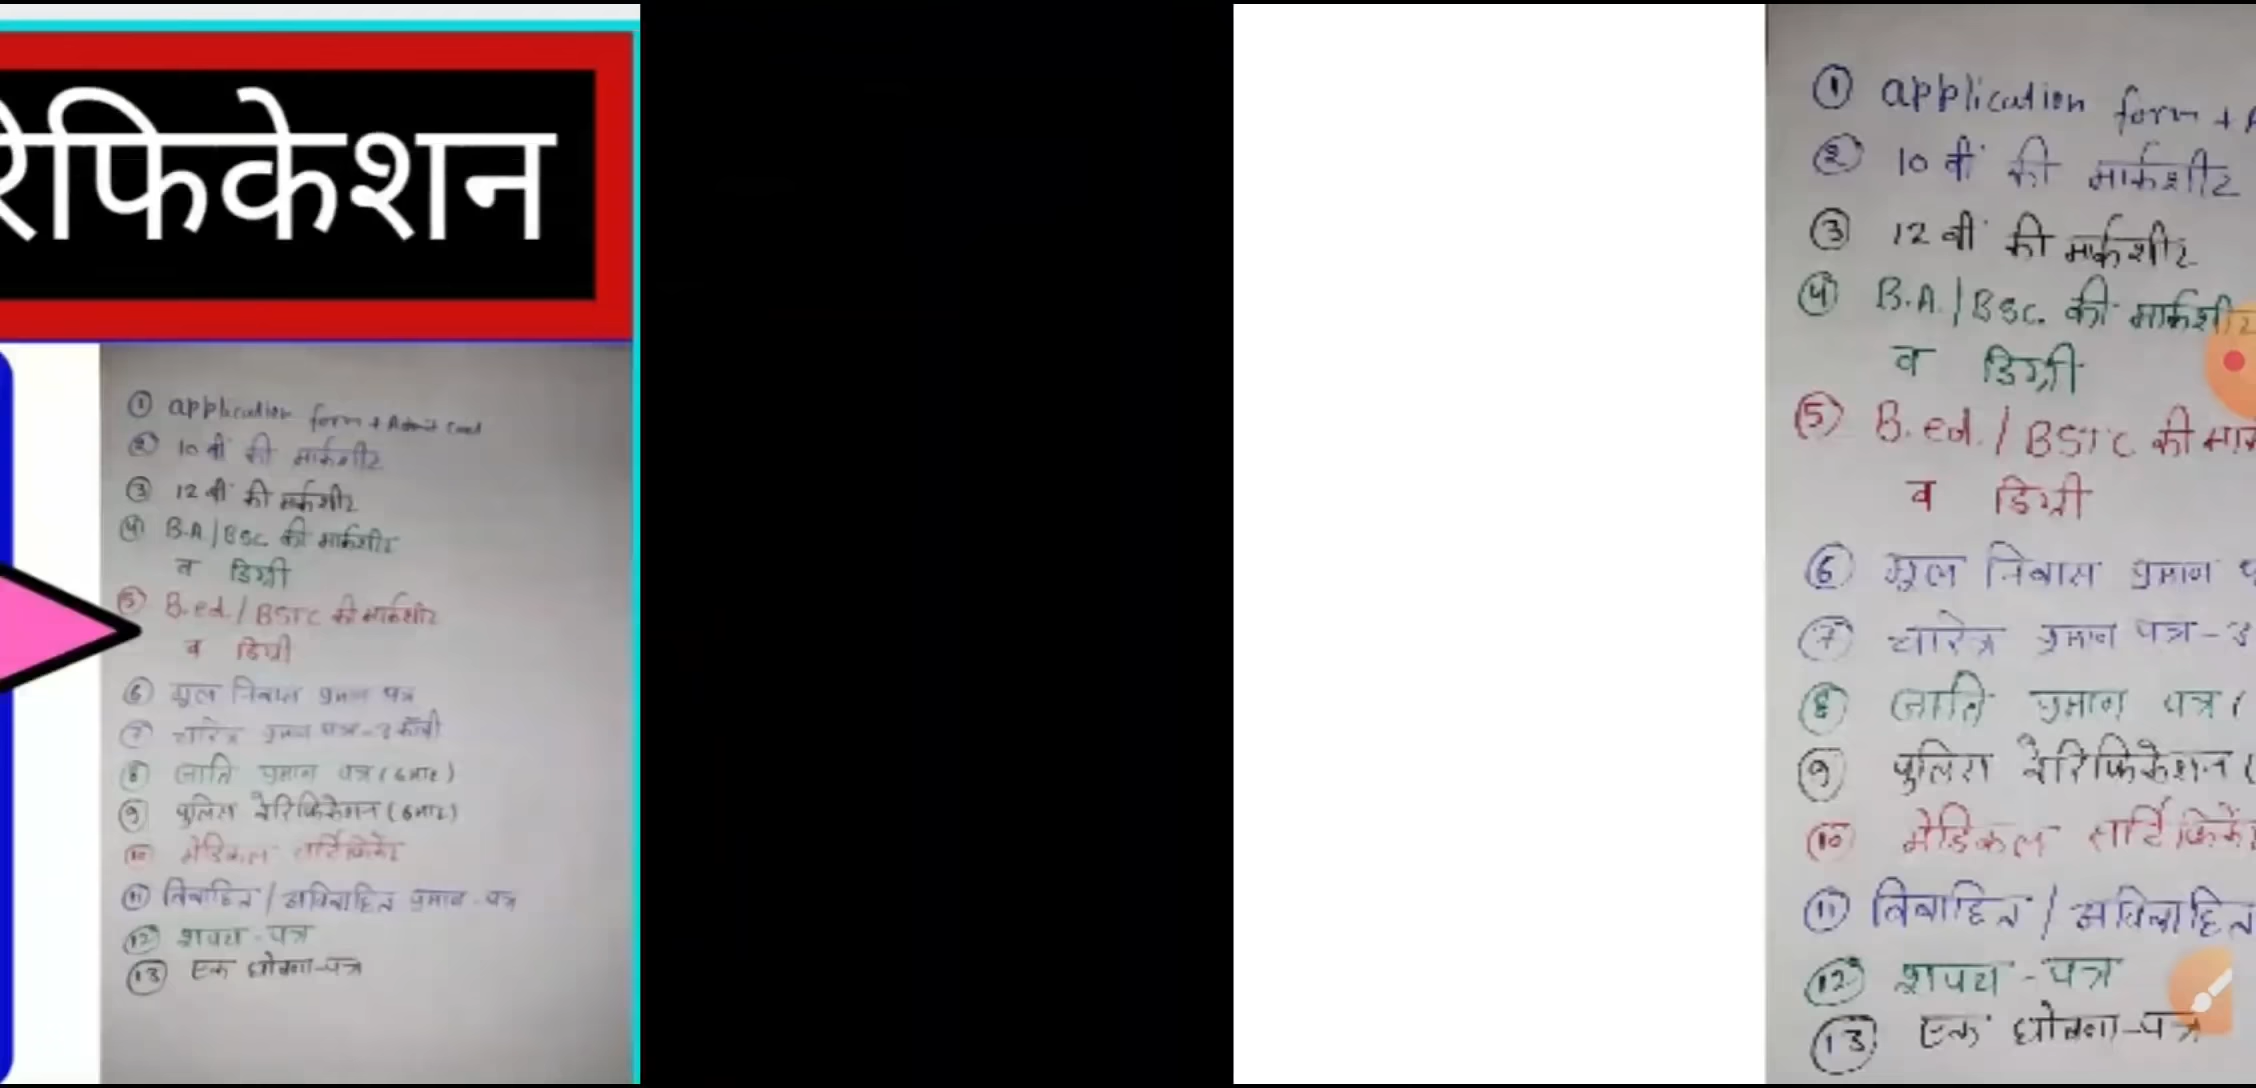 रेफिकेशन
① application form + Admit Card
② 10 वीं की मार्कशीट
③ 12 वीं की मार्कशीट
④ B.A./BSc. की मार्कशीट
व डिग्री
⑤ B.ed./BSTC की मार्कशीट
व डिग्री
⑥ मूल निवास प्रमाण पत्र
⑦ चरित्र प्रमाण पत्र-3 कॉपी
⑧ जाति प्रमाण पत्र (6 माह)
⑨ पुलिस वेरिफिकेशन (6 माह)
⑩ मेडिकल सर्टिफिकेट
⑪ विवाहित / अविवाहित प्रमाण-पत्र
⑫ शपथ-पत्र
⑬ एक घोषणा-पत्र
① application form +
② 10 वीं की मार्कशीट
③ 12 वीं की मार्कशीट
④ B.A./BSc. की मार्कशीट
व डिग्री
⑤ B.ed./BSTC की मार्क
व डिग्री
⑥ मूल निवास प्रमाण
⑦ चरित्र प्रमाण पत्र-3
⑧ जाति प्रमाण पत्र (
⑨ पुलिस वेरिफिकेशन (
⑩ मेडिकल सर्टिफिके
⑪ विवाहित / अविवाहित
⑫ शपथ-पत्र
⑬ एक घोषणा-पत्र